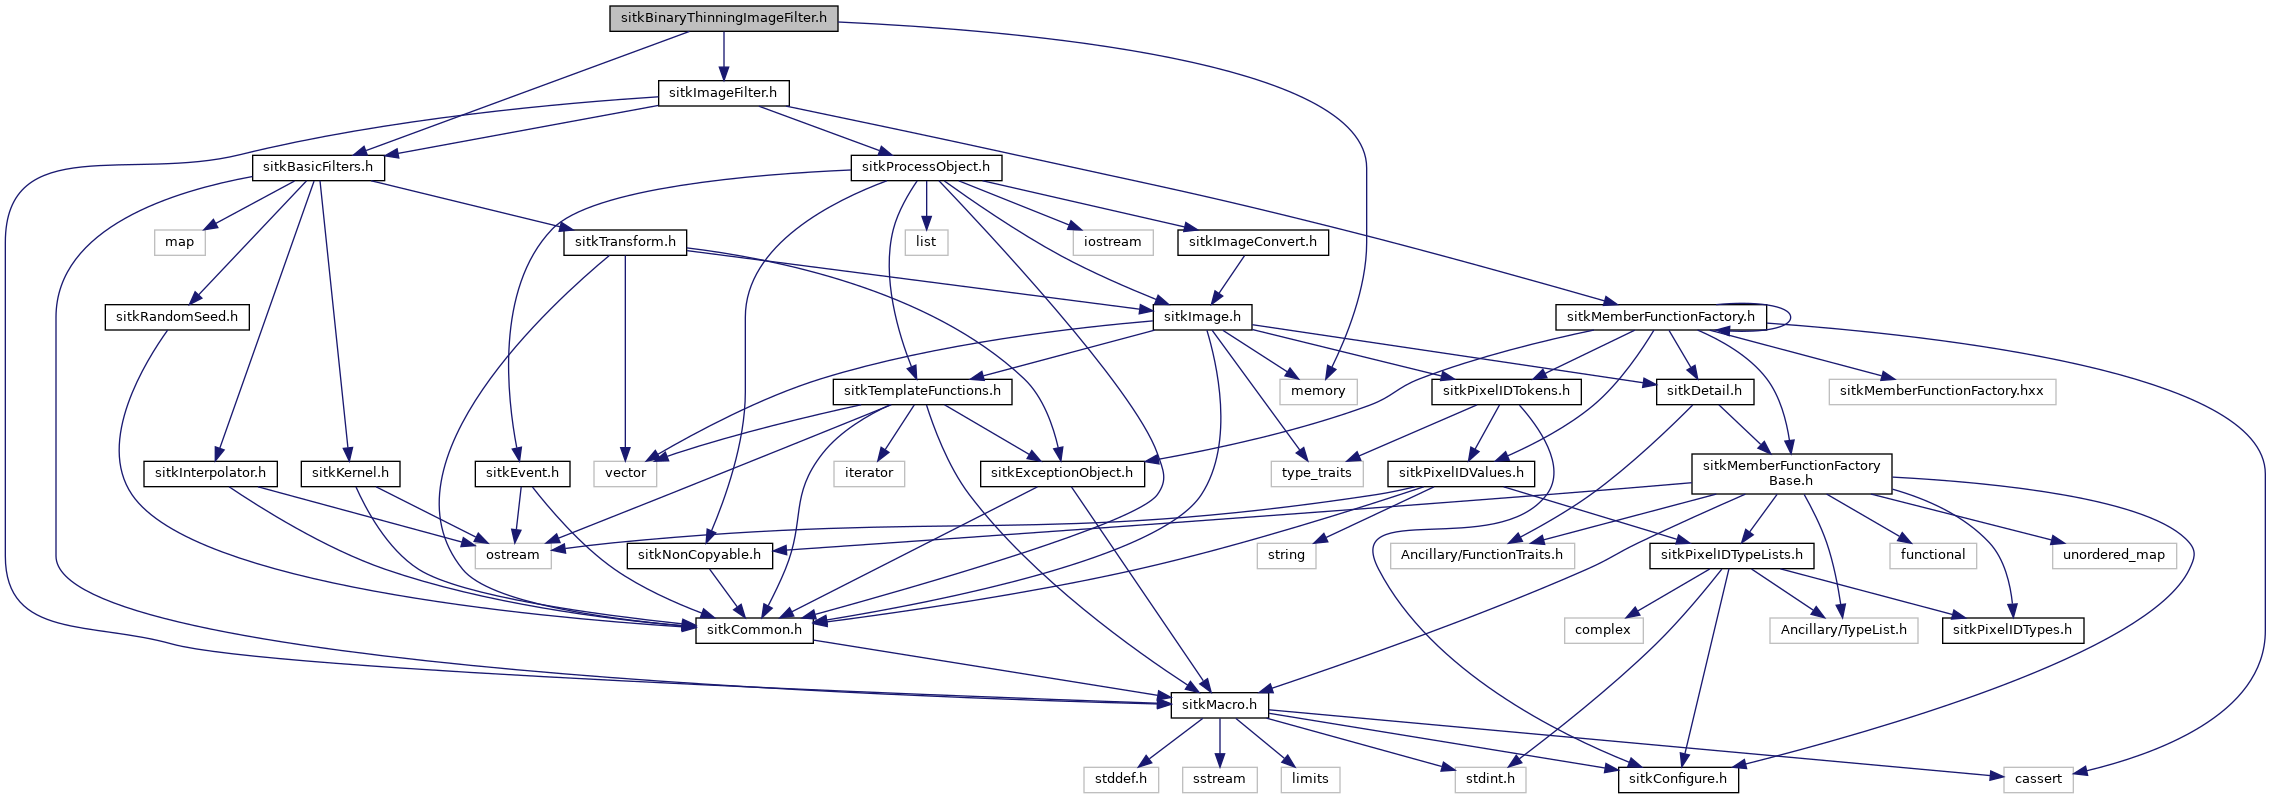 sitkBinaryThinningImageFilter.h
sitkImageFilter.h
sitkBasicFilters.h
sitkProcessObject.h
map
sitkTransform.h
list
iostream
sitkImageConvert.h
sitkRandomSeed.h
sitkImage.h
sitkMemberFunctionFactory.h
sitkTemplateFunctions.h
memory
sitkPixelIDTokens.h
sitkDetail.h
sitkMemberFunctionFactory.hxx
sitkInterpolator.h
sitkKernel.h
sitkEvent.h
vector
iterator
sitkExceptionObject.h
type_traits
sitkPixelIDValues.h
sitkMemberFunctionFactory
Base.h
ostream
sitkNonCopyable.h
string
Ancillary/FunctionTraits.h
sitkPixelIDTypeLists.h
functional
unordered_map
sitkCommon.h
complex
Ancillary/TypeList.h
sitkPixelIDTypes.h
sitkMacro.h
stddef.h
sstream
limits
stdint.h
sitkConfigure.h
cassert